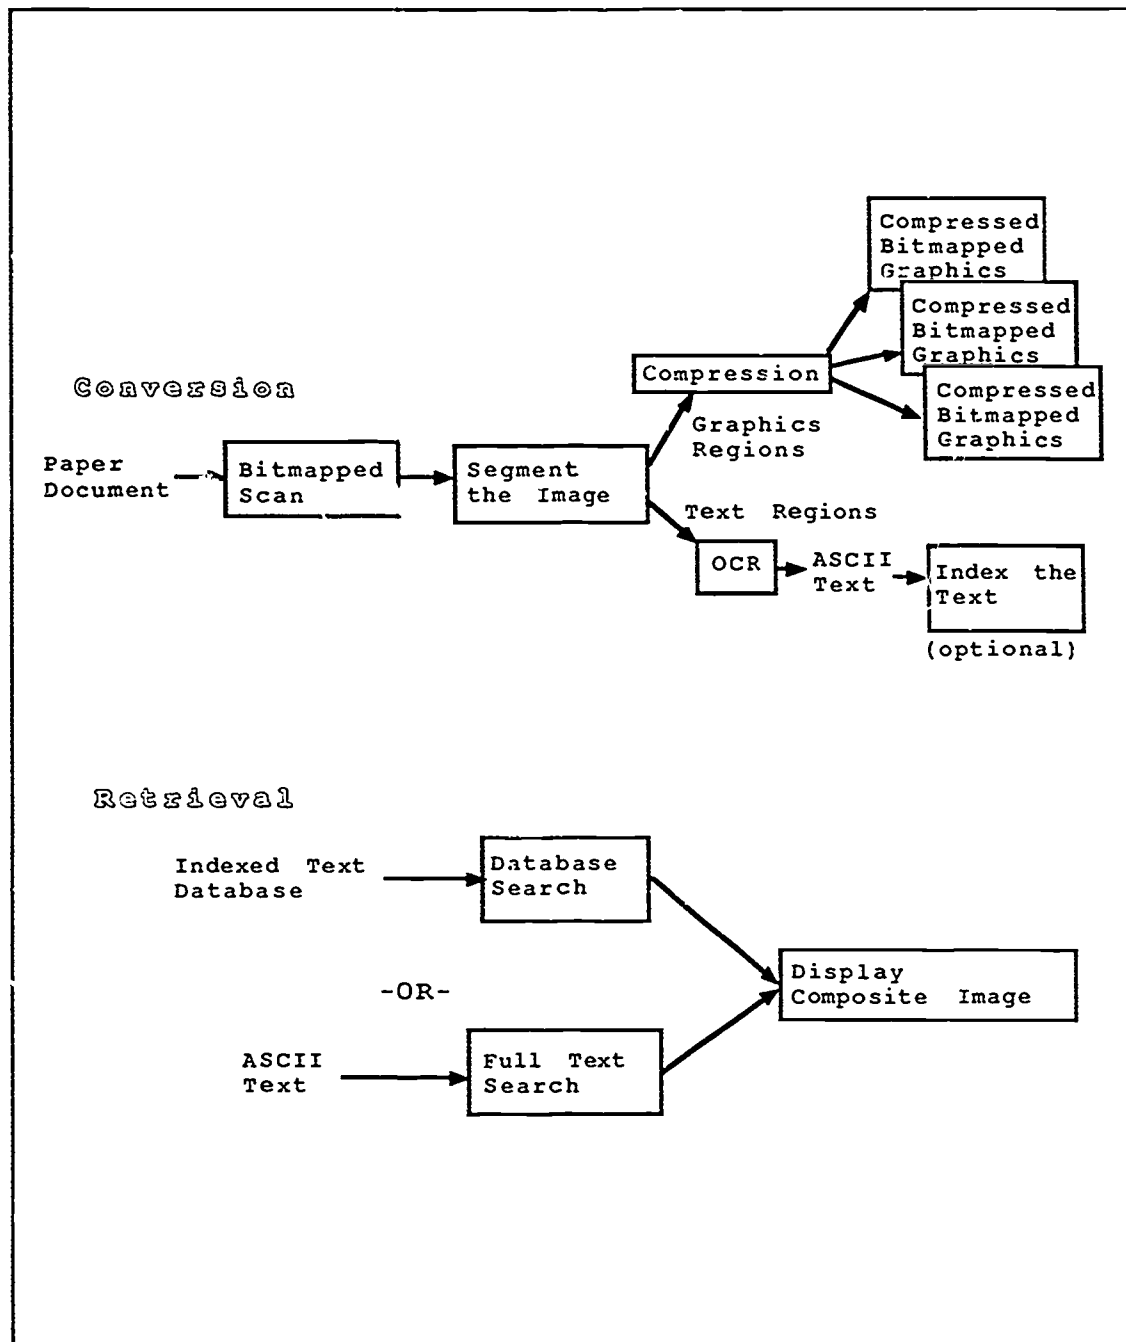 Conversion
Paper
Document
Bitmapped
Scan
Segment
the Image
Graphics
Regions
Compression
Compressed
Bitmapped
Graphics
Compressed
Bitmapped
Graphics
Compressed
Bitmapped
Graphics
Text Regions
OCR
ASCII
Text
Index the
Text
(optional)
Retrieval
Indexed Text
Database
Database
Search
-OR-
ASCII
Text
Full Text
Search
Display
Composite Image